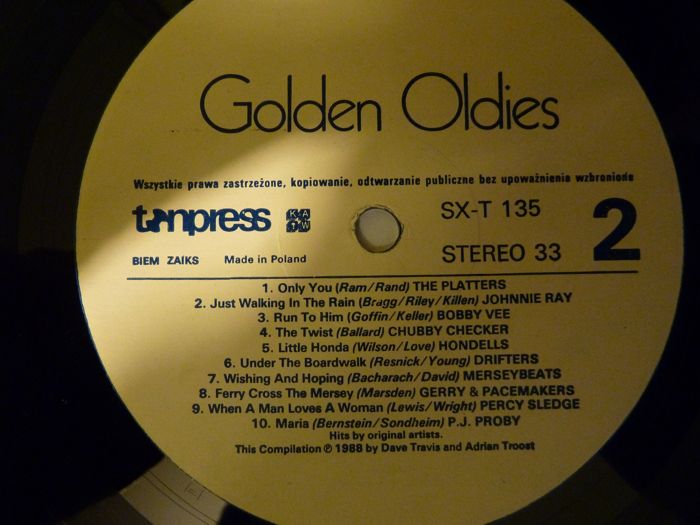 Golden Oldies
Wszystkie prawa zastrzeżone, kopiowanie, odtwarzanie publiczne bez upoważnienia wzbronione
tonpress KAW SX-T 135
BIEM ZAIKS Made in Poland STEREO 33 2
1. Only You (Ram/Rand) THE PLATTERS
2. Just Walking In The Rain (Bragg/Riley/Killen) JOHNNIE RAY
3. Run To Him (Goffin/Keller) BOBBY VEE
4. The Twist (Ballard) CHUBBY CHECKER
5. Little Honda (Wilson/Love) HONDELLS
6. Under The Boardwalk (Resnick/Young) DRIFTERS
7. Wishing And Hoping (Bacharach/David) MERSEYBEATS
8. Ferry Cross The Mersey (Marsden) GERRY & PACEMAKERS
9. When A Man Loves A Woman (Lewis/Wright) PERCY SLEDGE
10. Maria (Bernstein/Sondheim) P.J. PROBY
Hits by original artists.
This Compilation ℗ 1988 by Dave Travis and Adrian Troost